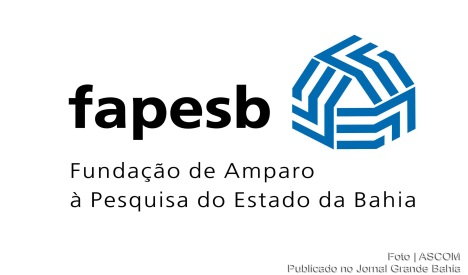 fapesb
Fundação de Amparo
à Pesquisa do Estado da Bahia
Foto | ASCOM
Publicado no Jornal Grande Bahia